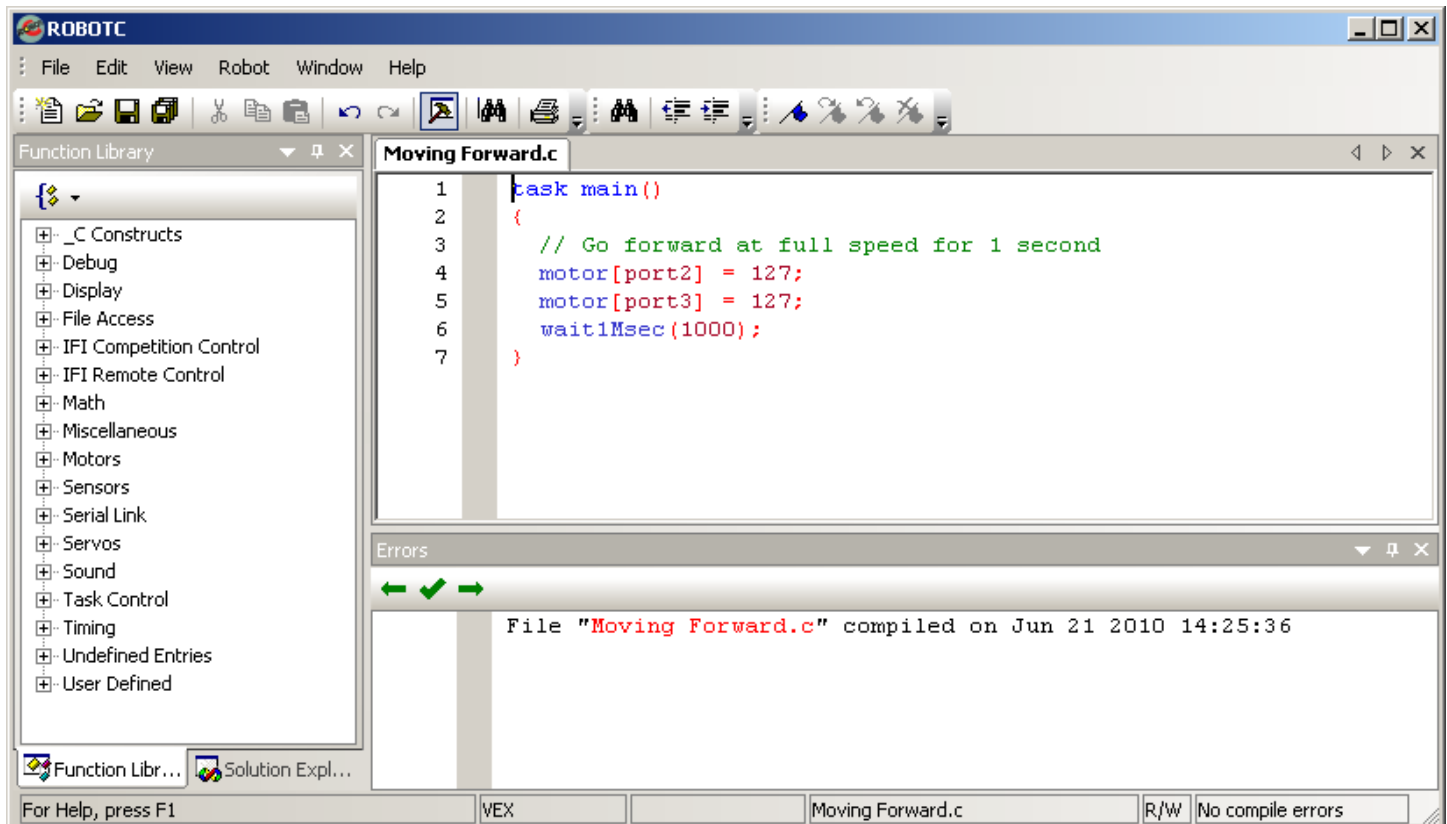 ROBOTC
File Edit View Robot Window Help
Function Library
Moving Forward.c
_C Constructs
Debug
Display
File Access
IFI Competition Control
IFI Remote Control
Math
Miscellaneous
Motors
Sensors
Serial Link
Servos
Sound
Task Control
Timing
Undefined Entries
User Defined
Function Libr... Solution Expl...
1 task main()
2 {
3 // Go forward at full speed for 1 second
4 motor[port2] = 127;
5 motor[port3] = 127;
6 wait1Msec(1000);
7 }
Errors
File "Moving Forward.c" compiled on Jun 21 2010 14:25:36
For Help, press F1 VEX Moving Forward.c R/W No compile errors